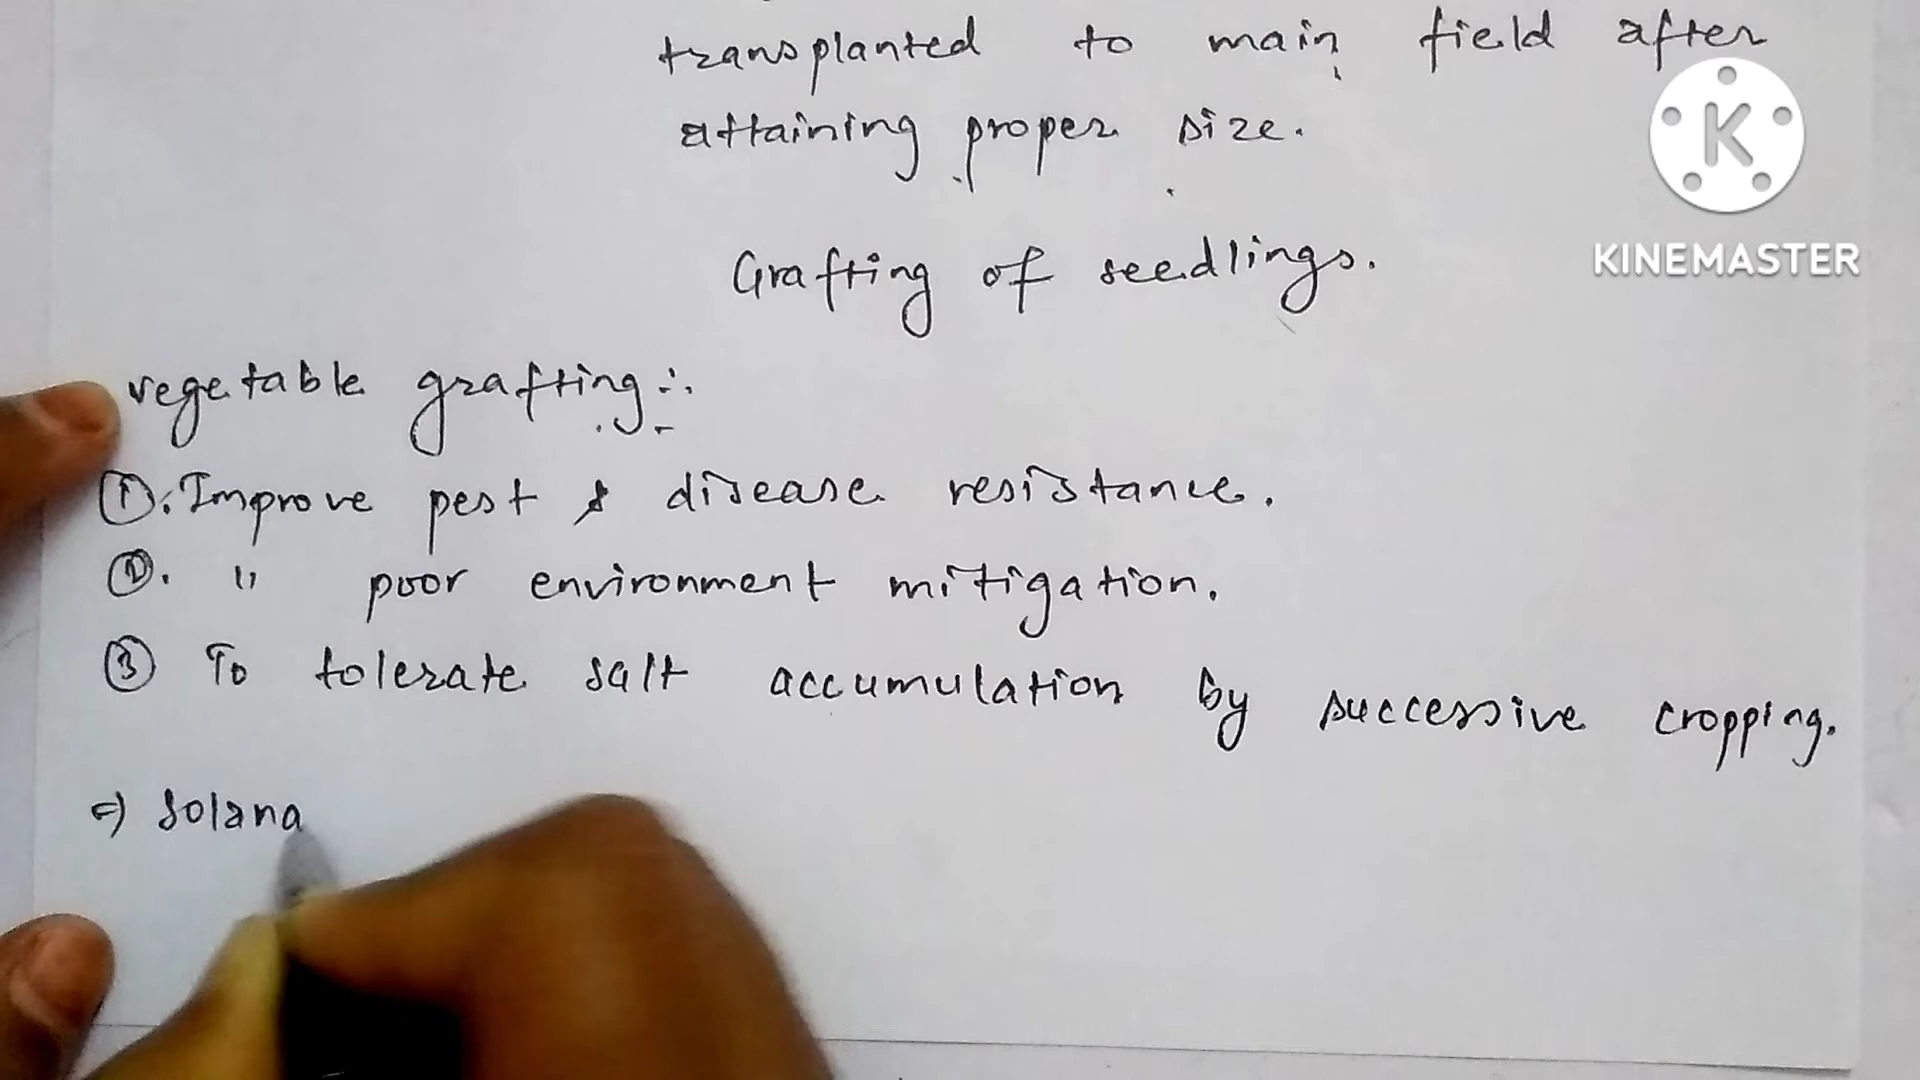 transplanted to main field after
attaining proper size.
K
KINEMASTER
Grafting of seedlings.
vegetable grafting:-
①. Improve pest & disease resistance.
②. " poor environment mitigation.
③ To tolerate salt accumulation by successive cropping.
⇒ Solana